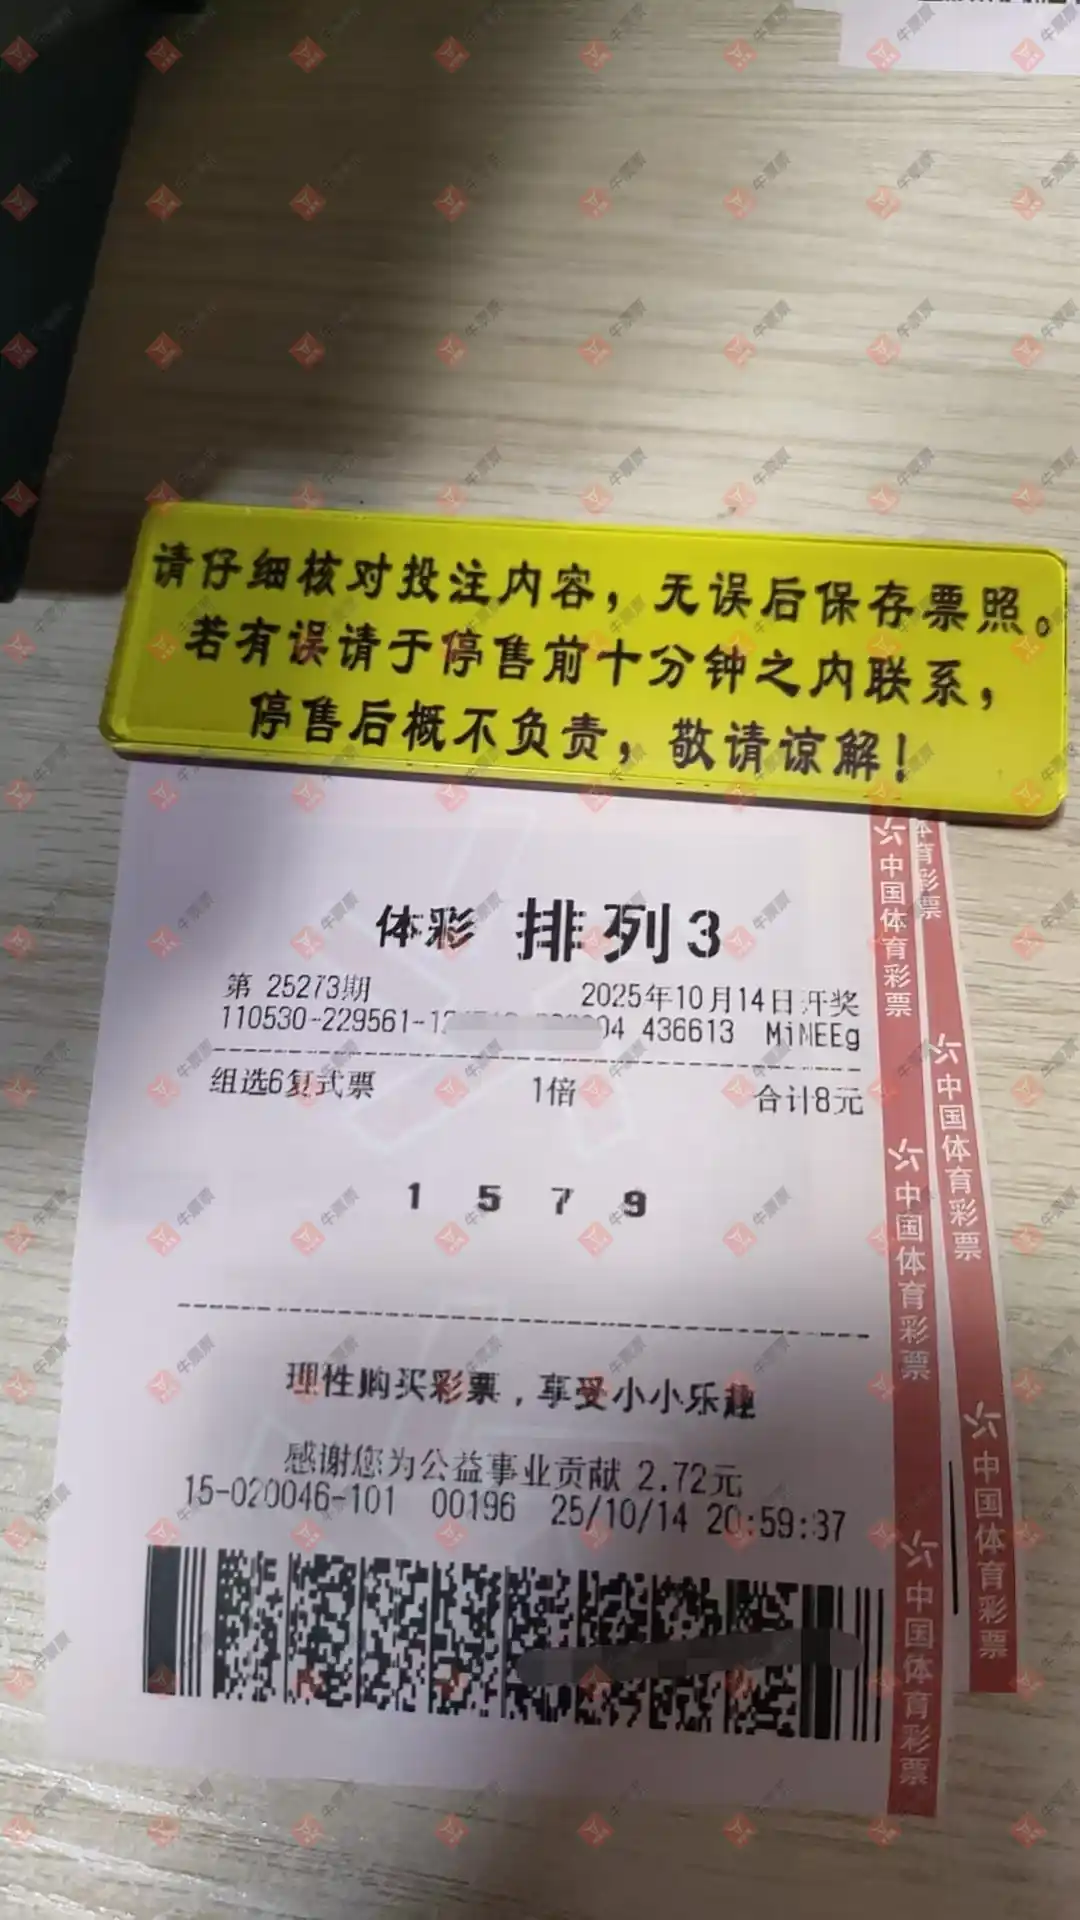 请仔细核对投注内容，无误后保存票照。
若有误请于停售前十分钟之内联系，
停售后概不负责，敬请谅解！
体彩 排列3
第 25273期 2025年10月14日开奖
110530-229561-1 04 436613 MiNEEg
组选6复式票 1倍 合计8元
1 5 7 9
理性购买彩票，享受小小乐趣
感谢您为公益事业贡献 2.72元
15-020046-101 00196 25/10/14 20:59:37
中国体育彩票
中国体育彩票
中国体育彩票
体育彩票
中国体育彩票
中国体育彩票
牛票票